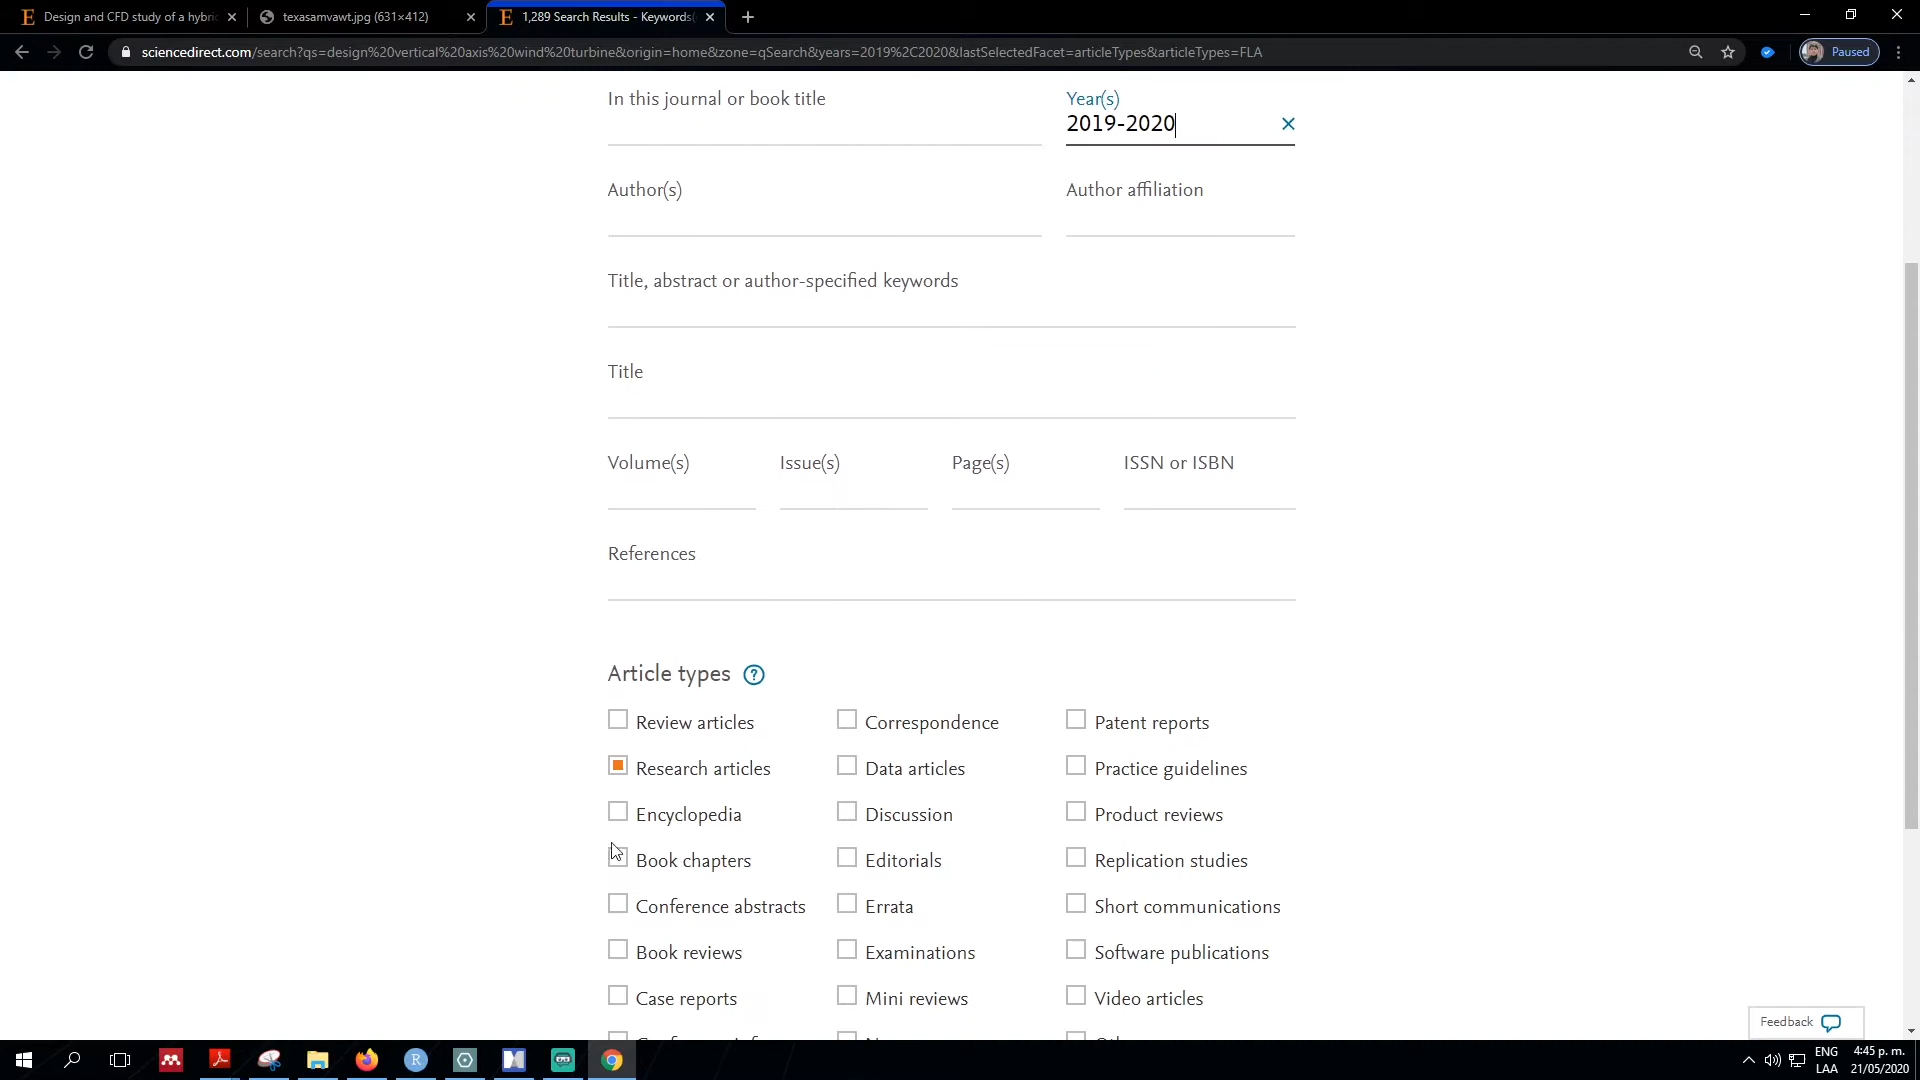 Design and CFD study of a hybri
texasamvawt.jpg (631×412)
1,289 Search Results - Keywords(
sciencedirect.com/search?qs=design%20vertical%20axis%20wind%20turbine&origin=home&zone=qSearch&years=2019%2C2020&lastSelectedFacet=articleTypes&articleTypes=FLA
Paused
In this journal or book title
Year(s)
2019-2020
Author(s)
Author affiliation
Title, abstract or author-specified keywords
Title
Volume(s)
Issue(s)
Page(s)
ISSN or ISBN
References
Article types
Review articles
Correspondence
Patent reports
Research articles
Data articles
Practice guidelines
Encyclopedia
Discussion
Product reviews
Book chapters
Editorials
Replication studies
Conference abstracts
Errata
Short communications
Book reviews
Examinations
Software publications
Case reports
Mini reviews
Video articles
Feedback
ENG
LAA
4:45 p. m.
21/05/2020